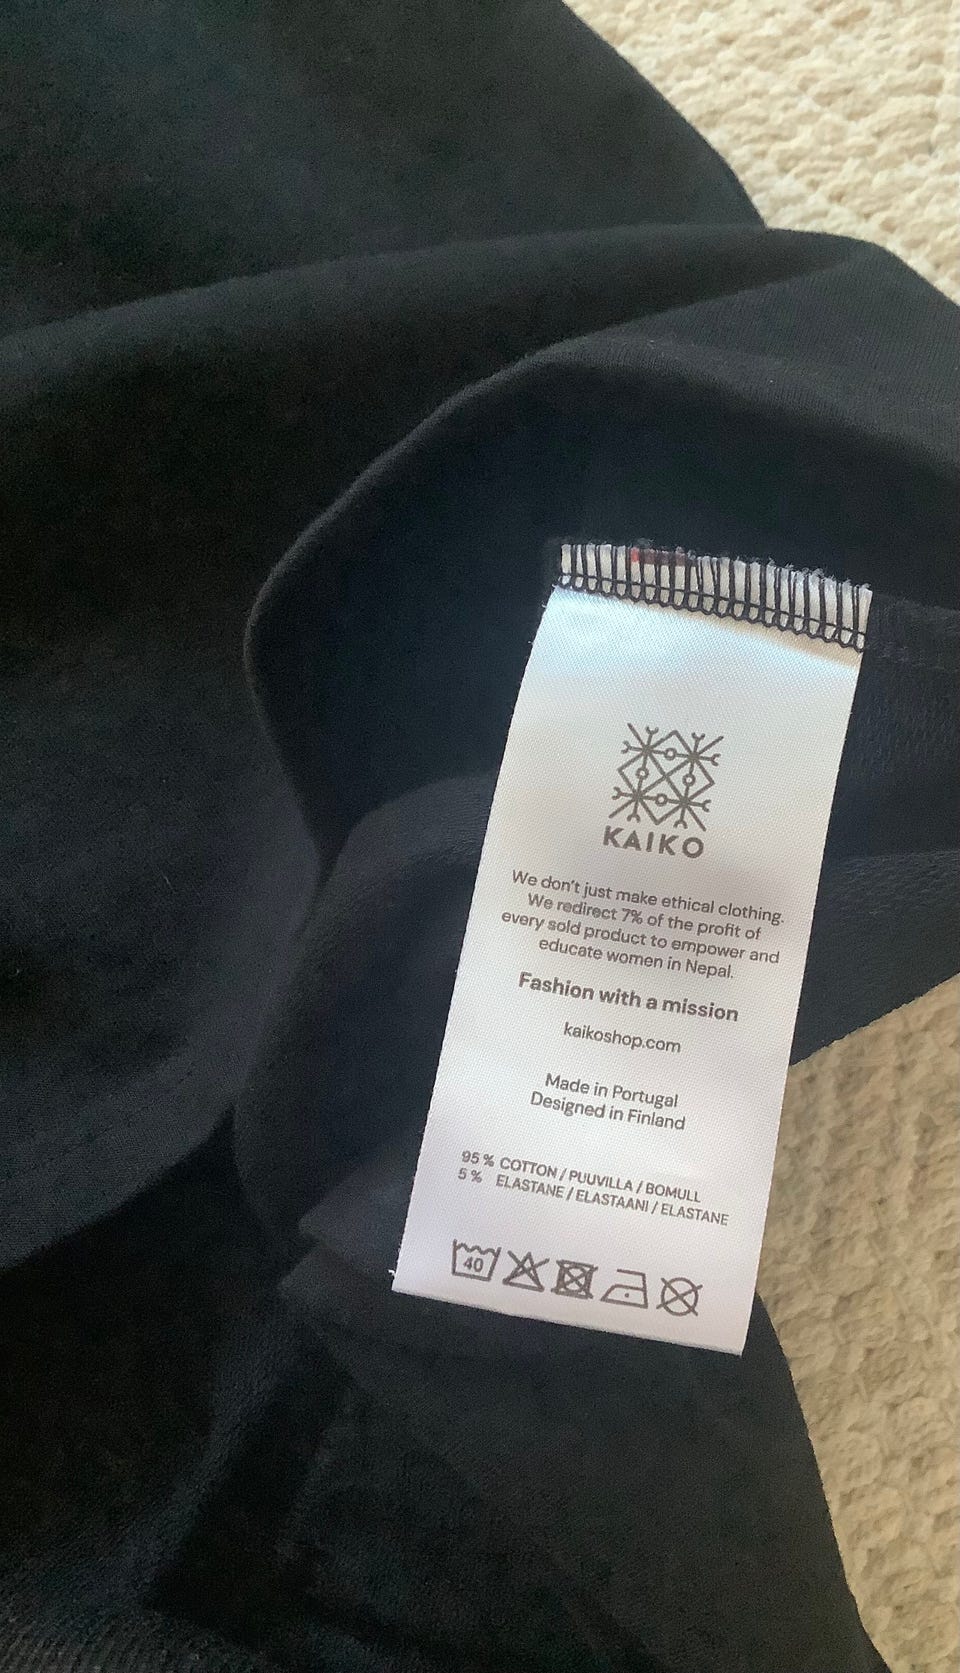 KAIKO
We don't just make ethical clothing.
We redirect 7% of the profit of
every sold product to empower and
educate women in Nepal.
Fashion with a mission
kaikoshop.com
Made in Portugal
Designed in Finland
95 % COTTON / PUUVILLA / BOMULL
5 % ELASTANE / ELASTAANI / ELASTANE
40